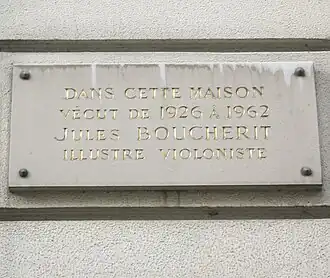 DANS CETTE MAISON
VÉCUT DE 1926 À 1962
JULES BOUCHERIT
ILLUSTRE VIOLONISTE